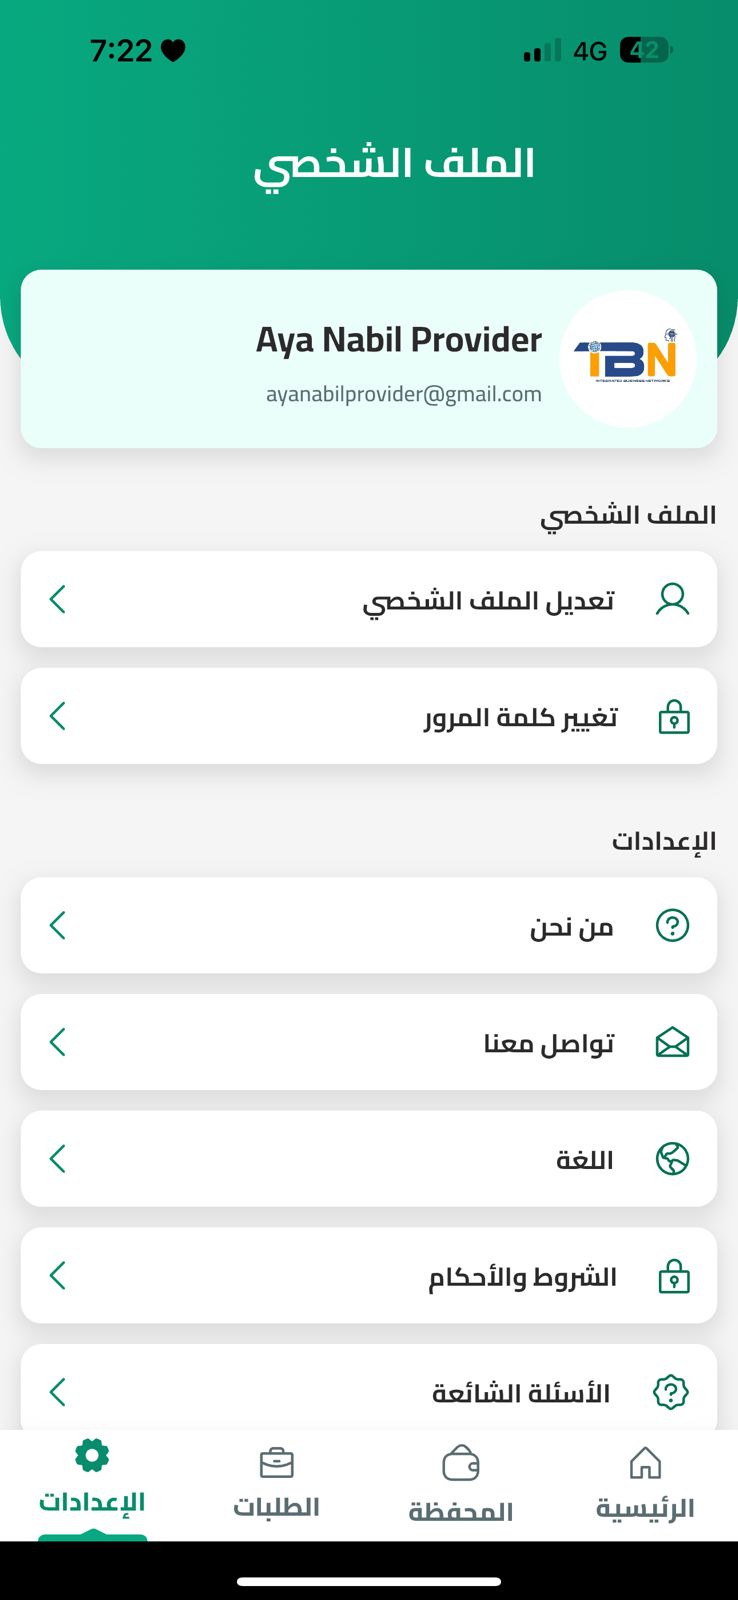 7:22
4G 42
الملف الشخصي
Aya Nabil Provider
ayanabilprovider@gmail.com
IBN
INTEGRATED BUSINESS NETWORKS
الملف الشخصي
تعديل الملف الشخصي
تغيير كلمة المرور
الإعدادات
من نحن
تواصل معنا
اللغة
الشروط والأحكام
الأسئلة الشائعة
الرئيسية
المحفظة
الطلبات
الإعدادات